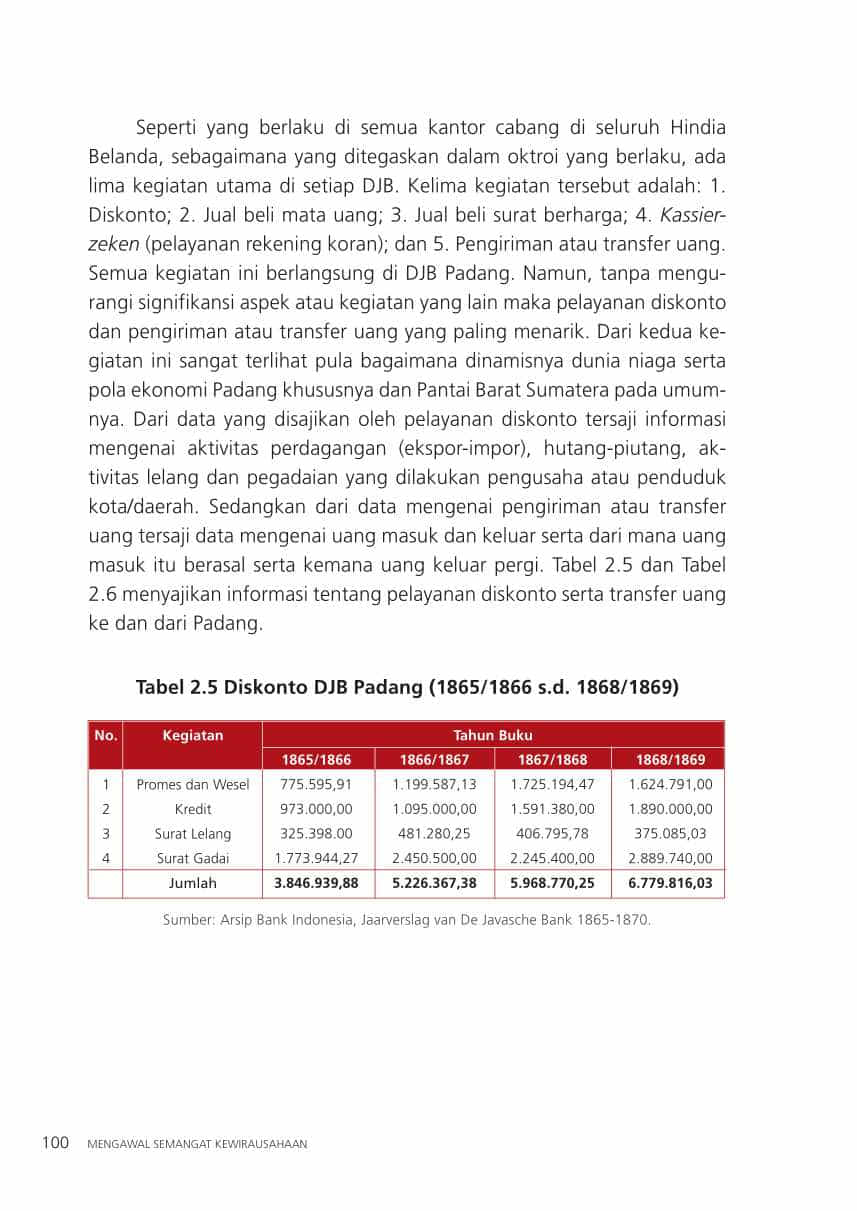 Seperti yang berlaku di semua kantor cabang di seluruh Hindia
Belanda, sebagaimana yang ditegaskan dalam oktroi yang berlaku, ada
lima kegiatan utama di setiap DJB. Kelima kegiatan tersebut adalah: 1.
Diskonto; 2. Jual beli mata uang; 3. Jual beli surat berharga; 4. Kassier-
zeken (pelayanan rekening koran); dan 5. Pengiriman atau transfer uang.
Semua kegiatan ini berlangsung di DJB Padang. Namun, tanpa mengu-
rangi signifikansi aspek atau kegiatan yang lain maka pelayanan diskonto
dan pengiriman atau transfer uang yang paling menarik. Dari kedua ke-
giatan ini sangat terlihat pula bagaimana dinamisnya dunia niaga serta
pola ekonomi Padang khususnya dan Pantai Barat Sumatera pada umum-
nya. Dari data yang disajikan oleh pelayanan diskonto tersaji informasi
mengenai aktivitas perdagangan (ekspor-impor), hutang-piutang, ak-
tivitas lelang dan pegadaian yang dilakukan pengusaha atau penduduk
kota/daerah. Sedangkan dari data mengenai pengiriman atau transfer
uang tersaji data mengenai uang masuk dan keluar serta dari mana uang
masuk itu berasal serta kemana uang keluar pergi. Tabel 2.5 dan Tabel
2.6 menyajikan informasi tentang pelayanan diskonto serta transfer uang
ke dan dari Padang.
Tabel 2.5 Diskonto DJB Padang (1865/1866 s.d. 1868/1869)
No. Kegiatan Tahun Buku
1865/1866 1866/1867 1867/1868 1868/1869
1 Promes dan Wesel 775.595,91 1.199.587,13 1.725.194,47 1.624.791,00
2 Kredit 973.000,00 1.095.000,00 1.591.380,00 1.890.000,00
3 Surat Lelang 325.398.00 481.280,25 406.795,78 375.085,03
4 Surat Gadai 1.773.944,27 2.450.500,00 2.245.400,00 2.889.740,00
Jumlah 3.846.939,88 5.226.367,38 5.968.770,25 6.779.816,03
Sumber: Arsip Bank Indonesia, Jaarverslag van De Javasche Bank 1865-1870.
100 MENGAWAL SEMANGAT KEWIRAUSAHAAN